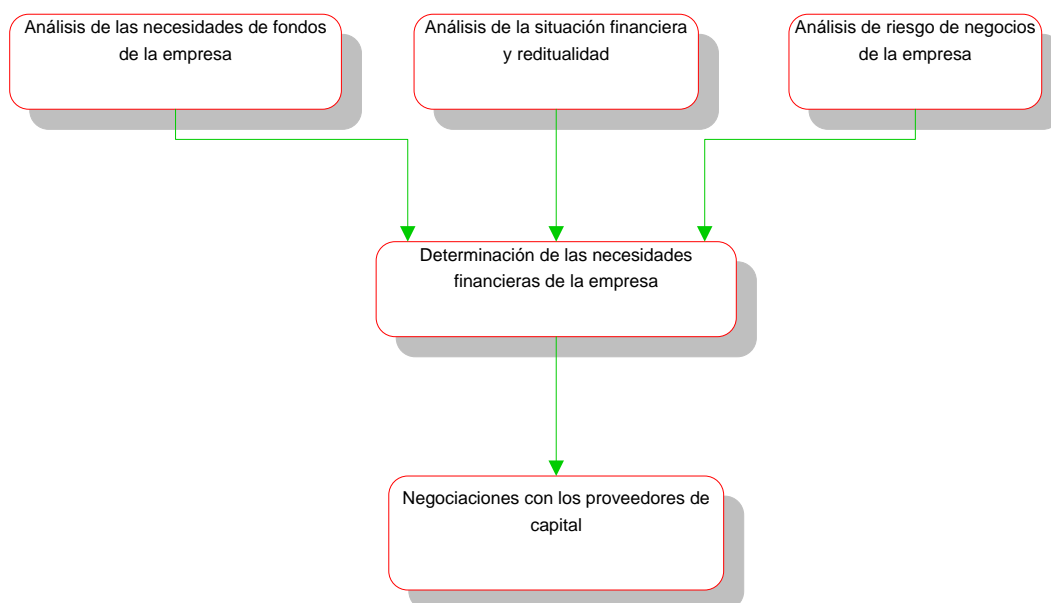 Análisis de las necesidades de fondos
de la empresa
Análisis de la situación financiera
y reditualidad
Análisis de riesgo de negocios
de la empresa
Determinación de las necesidades
financieras de la empresa
Negociaciones con los proveedores de
capital